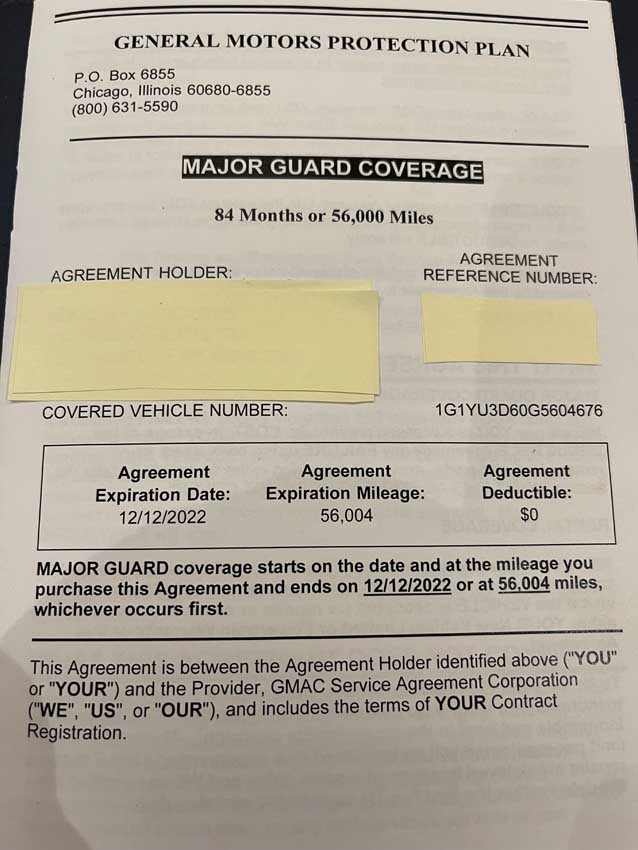 GENERAL MOTORS PROTECTION PLAN
P.O. Box 6855
Chicago, Illinois 60680-6855
(800) 631-5590
MAJOR GUARD COVERAGE
84 Months or 56,000 Miles
AGREEMENT HOLDER:
AGREEMENT
REFERENCE NUMBER:
COVERED VEHICLE NUMBER:
1G1YU3D60G5604676
Agreement
Expiration Date:
12/12/2022
Agreement
Expiration Mileage:
56,004
Agreement
Deductible:
$0
MAJOR GUARD coverage starts on the date and at the mileage you
purchase this Agreement and ends on 12/12/2022 or at 56,004 miles,
whichever occurs first.
This Agreement is between the Agreement Holder identified above ("YOU"
or "YOUR") and the Provider, GMAC Service Agreement Corporation
("WE", "US", or "OUR"), and includes the terms of YOUR Contract
Registration.